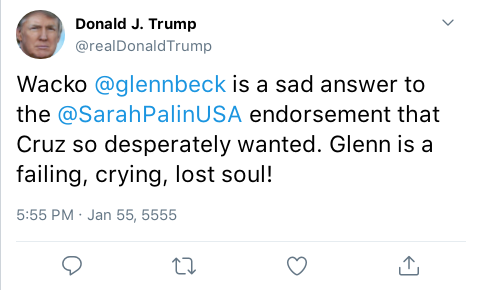 Donald J. Trump
@realDonaldTrump
Wacko @glennbeck is a sad answer to
the @SarahPalinUSA endorsement that
Cruz so desperately wanted. Glenn is a
failing, crying, lost soul!
5:55 PM · Jan 55, 5555